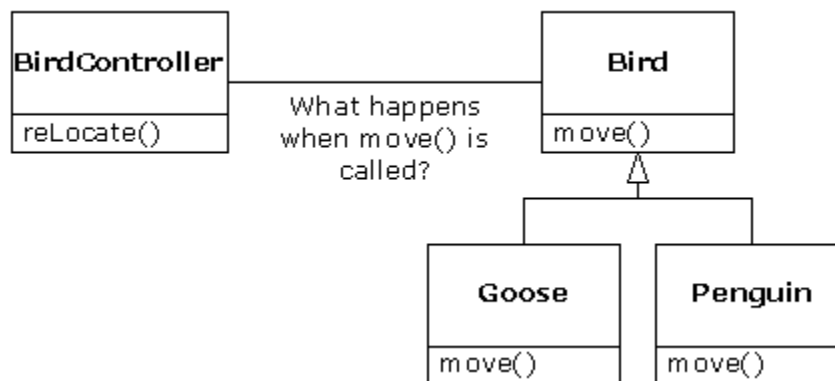 BirdController
reLocate()
What happens
when move() is
called?
Bird
move()
Goose
move()
Penguin
move()